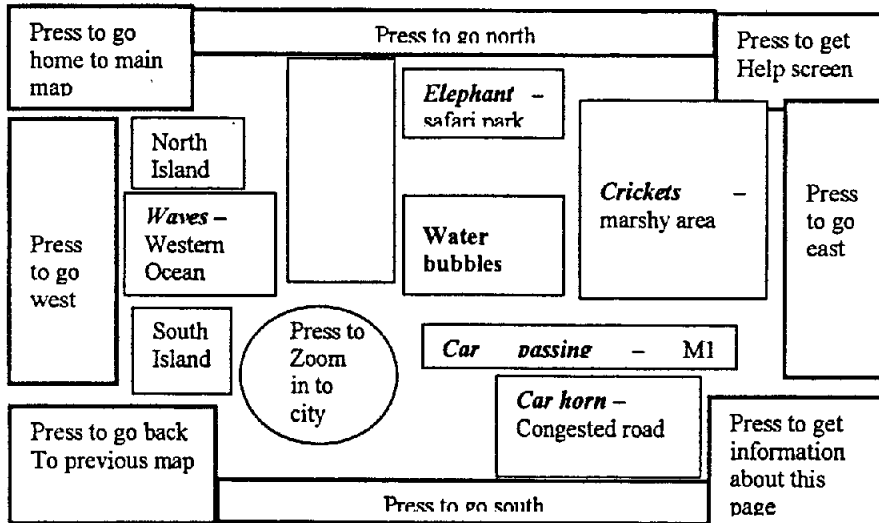 Press to go
home to main
map
Press to go north
Press to get
Help screen
Elephant –
safari park
North
Island
Crickets –
marshy area
Press
to go
east
Waves –
Western
Ocean
Water
bubbles
Press
to go
west
South
Island
Press to
Zoom
in to
city
Car passing – M1
Car horn –
Congested road
Press to go back
To previous map
Press to get
information
about this
page
Press to go south